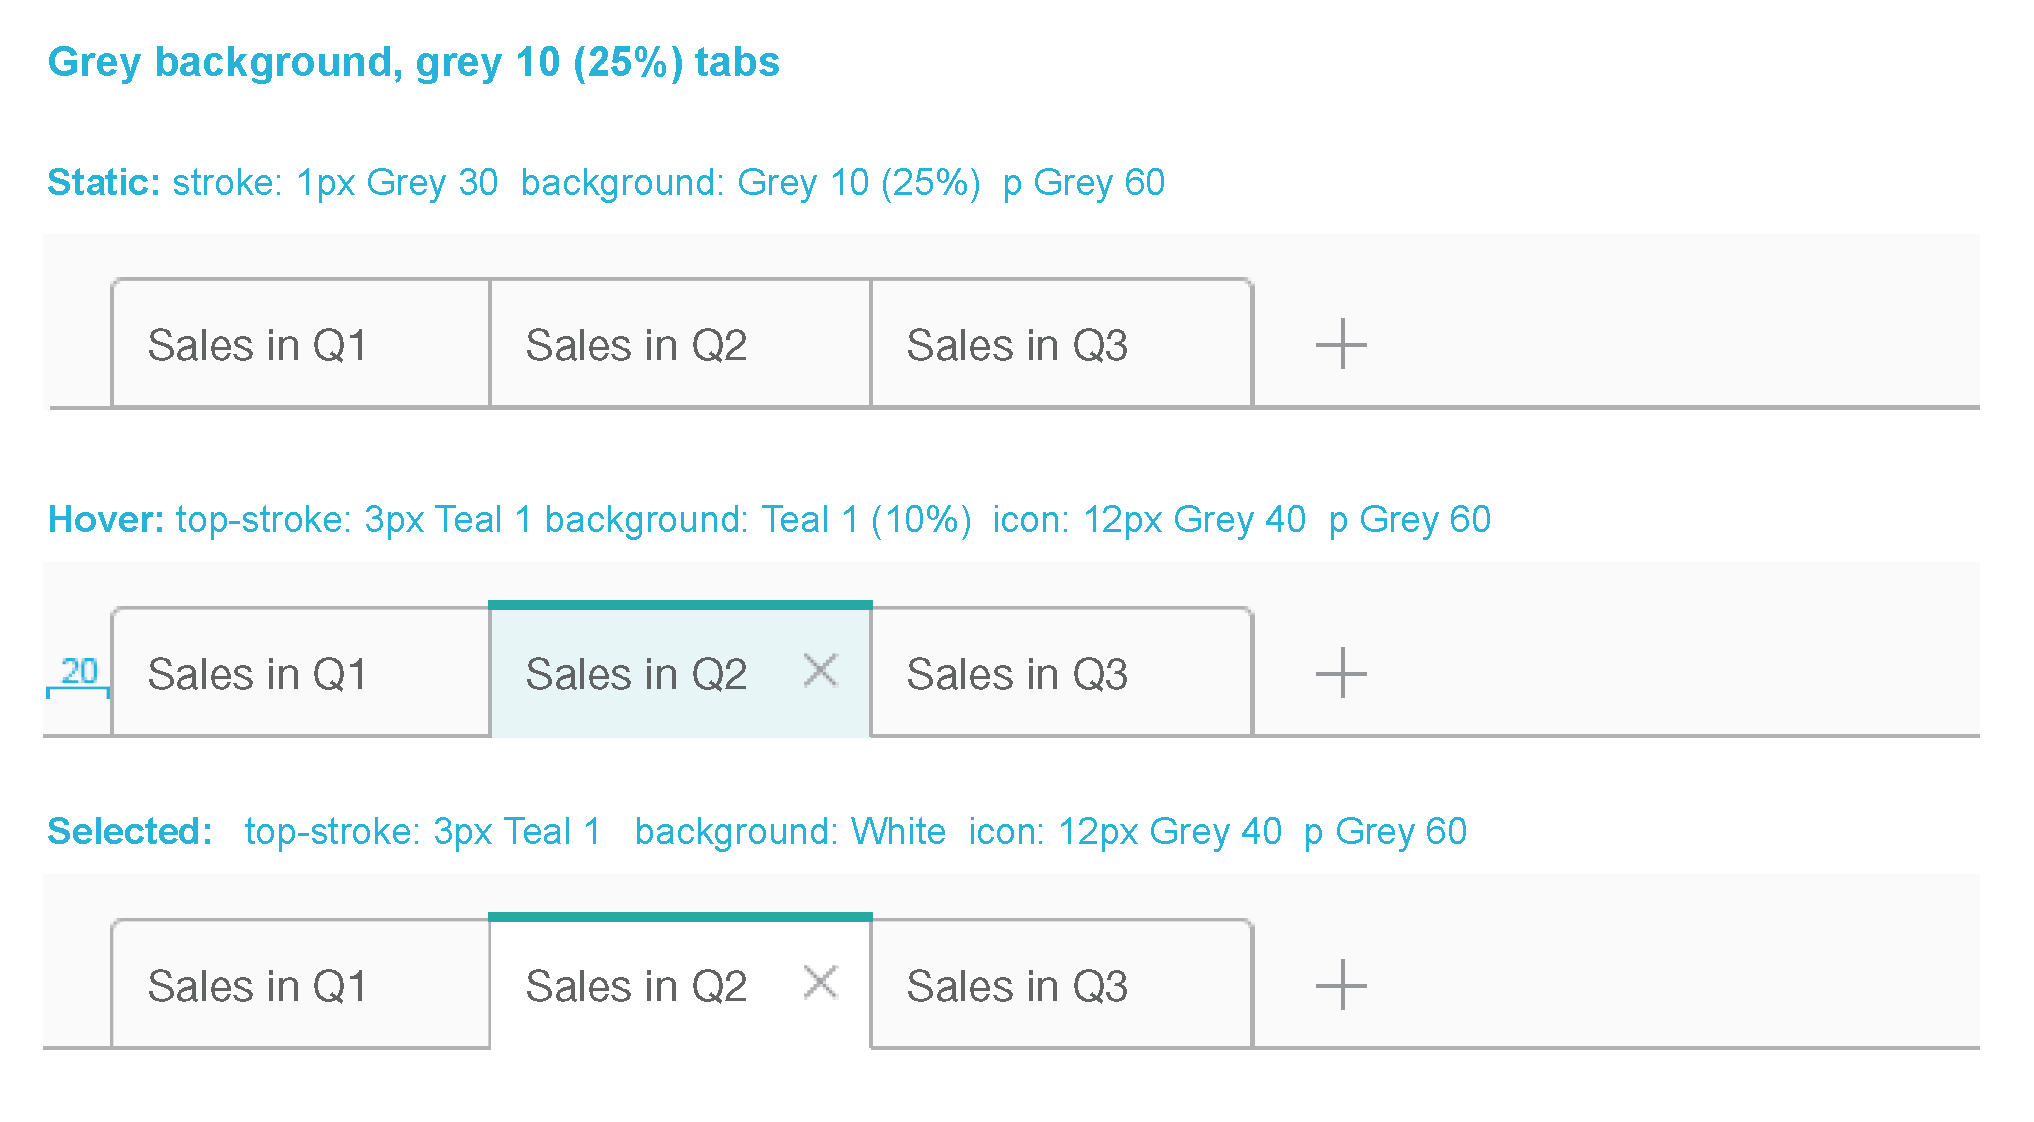 Grey background, grey 10 (25%) tabs
Static: stroke: 1px Grey 30  background: Grey 10 (25%)  p Grey 60
Sales in Q1 Sales in Q2 Sales in Q3 +
Hover: top-stroke: 3px Teal 1 background: Teal 1 (10%)  icon: 12px Grey 40  p Grey 60
20 Sales in Q1 Sales in Q2 × Sales in Q3 +
Selected:   top-stroke: 3px Teal 1   background: White  icon: 12px Grey 40  p Grey 60
Sales in Q1 Sales in Q2 × Sales in Q3 +